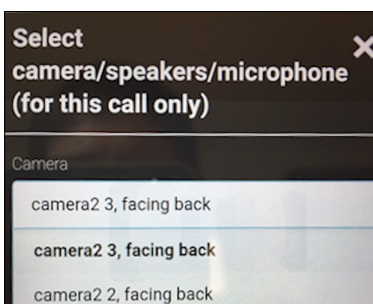 Select
camera/speakers/microphone
(for this call only)
Camera
camera2 3, facing back
camera2 3, facing back
camera2 2, facing back